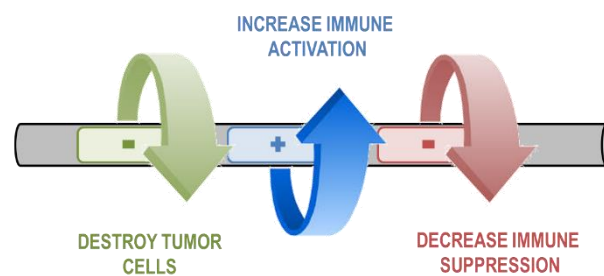 INCREASE IMMUNE
ACTIVATION
-
+
-
DESTROY TUMOR
CELLS
DECREASE IMMUNE
SUPPRESSION